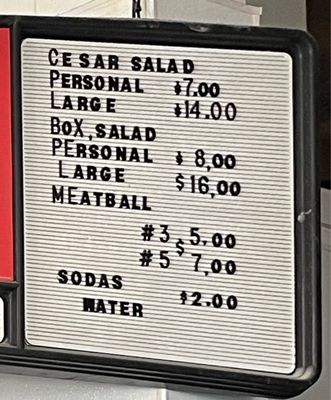 CESAR SALAD
PERSONAL $7.00
LARGE $14.00
BOX, SALAD
PERSONAL $8,00
LARGE $16,00
MEATBALL
#3 5.00
#5 $7,00
SODAS
WATER $2.00